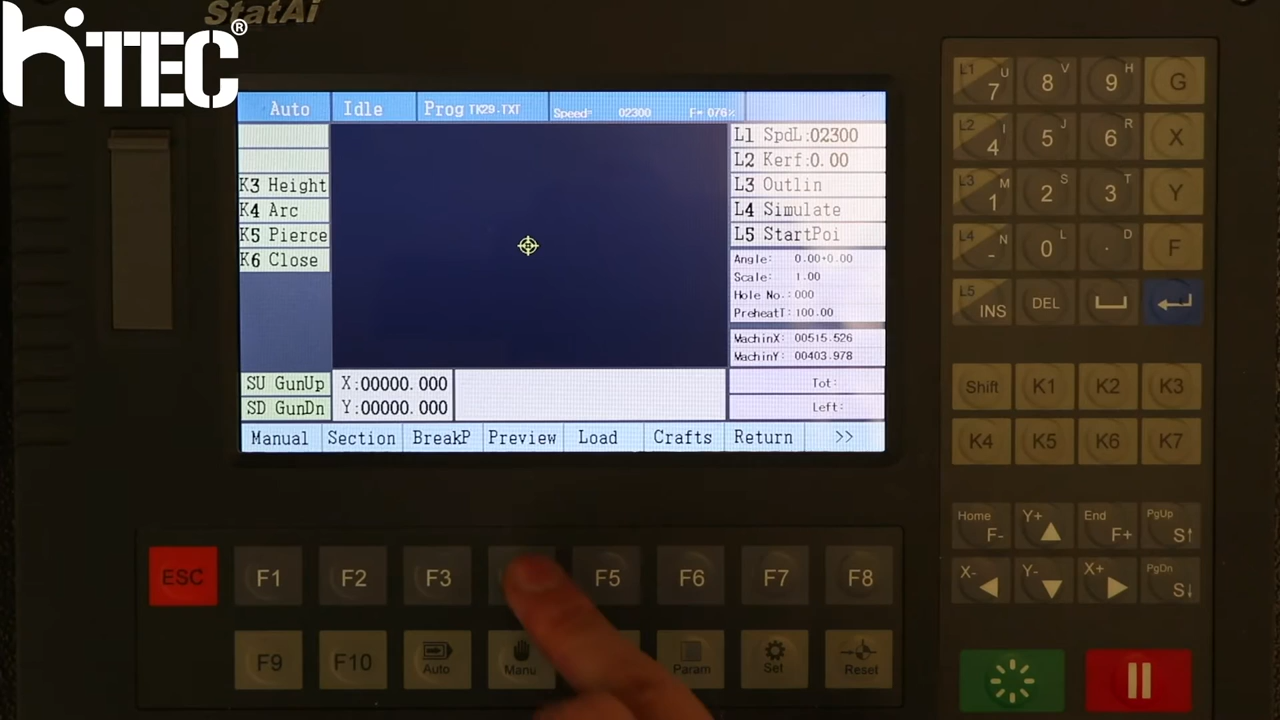 StatAi
hiTEC®
Auto Idle Prog TK29.TXT Speed= 02300 F= 076%
L1 SpdL:02300
L2 Kerf:0.00
K3 Height L3 Outlin
K4 Arc L4 Simulate
K5 Pierce L5 StartPoi
K6 Close
Angle: 0.00+0.00
Scale: 1.00
Hole No.:000
PreheatT:100.00
MachinX: 00515.526
MachinY: 00403.978
SU GunUp X:00000.000 Tot:
SD GunDn Y:00000.000 Left:
Manual Section BreakP Preview Load Crafts Return >>
ESC F1 F2 F3 F5 F6 F7 F8
F9 F10 Auto Manu Param Set Reset
L1 7 U 8 V 9 H G
L2 4 I 5 J 6 R X
L3 1 M 2 S 3 T Y
L4 - N 0 L . D F
L5 INS DEL
Shift K1 K2 K3
K4 K5 K6 K7
Home F- Y+ End F+ PgUp S↑
X- Y- X+ PgDn S↓